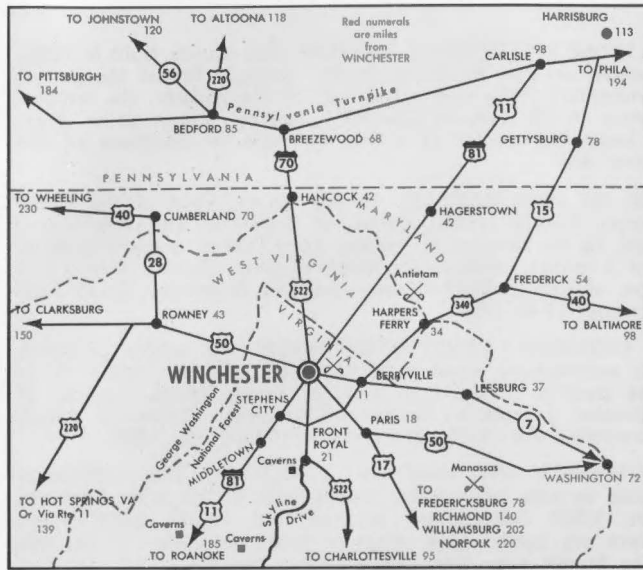 TO JOHNSTOWN
120
TO ALTOONA 118
Red numerals
are miles
from
WINCHESTER
HARRISBURG
113
56
220
CARLISLE
98
TO PHILA.
194
TO PITTSBURGH
184
Pennsylvania Turnpike
11
BEDFORD 85
BREEZEWOOD 68
81
GETTYSBURG
78
70
PENNSYLVANIA
HANCOCK 42
MARYLAND
15
TO WHEELING
230
40
CUMBERLAND 70
HAGERSTOWN
42
WEST VIRGINIA
28
522
Antietam
FREDERICK 54
340
40
TO CLARKSBURG
150
ROMNEY 43
HARPERS
FERRY
34
TO BALTIMORE
98
50
VIRGINIA
WINCHESTER
BERRYVILLE
11
LEESBURG 37
STEPHENS
CITY
George Washington
National Forest
7
220
MIDDLETOWN
FRONT
ROYAL
21
PARIS 18
50
Caverns
17
Manassas
WASHINGTON 72
81
522
TO HOT SPRINGS VA
Or Via Rte. 11
139
11
Skyline
Drive
TO
FREDERICKSBURG 78
RICHMOND 140
WILLIAMSBURG 202
NORFOLK 220
Caverns
185
TO ROANOKE
Caverns
TO CHARLOTTESVILLE
95